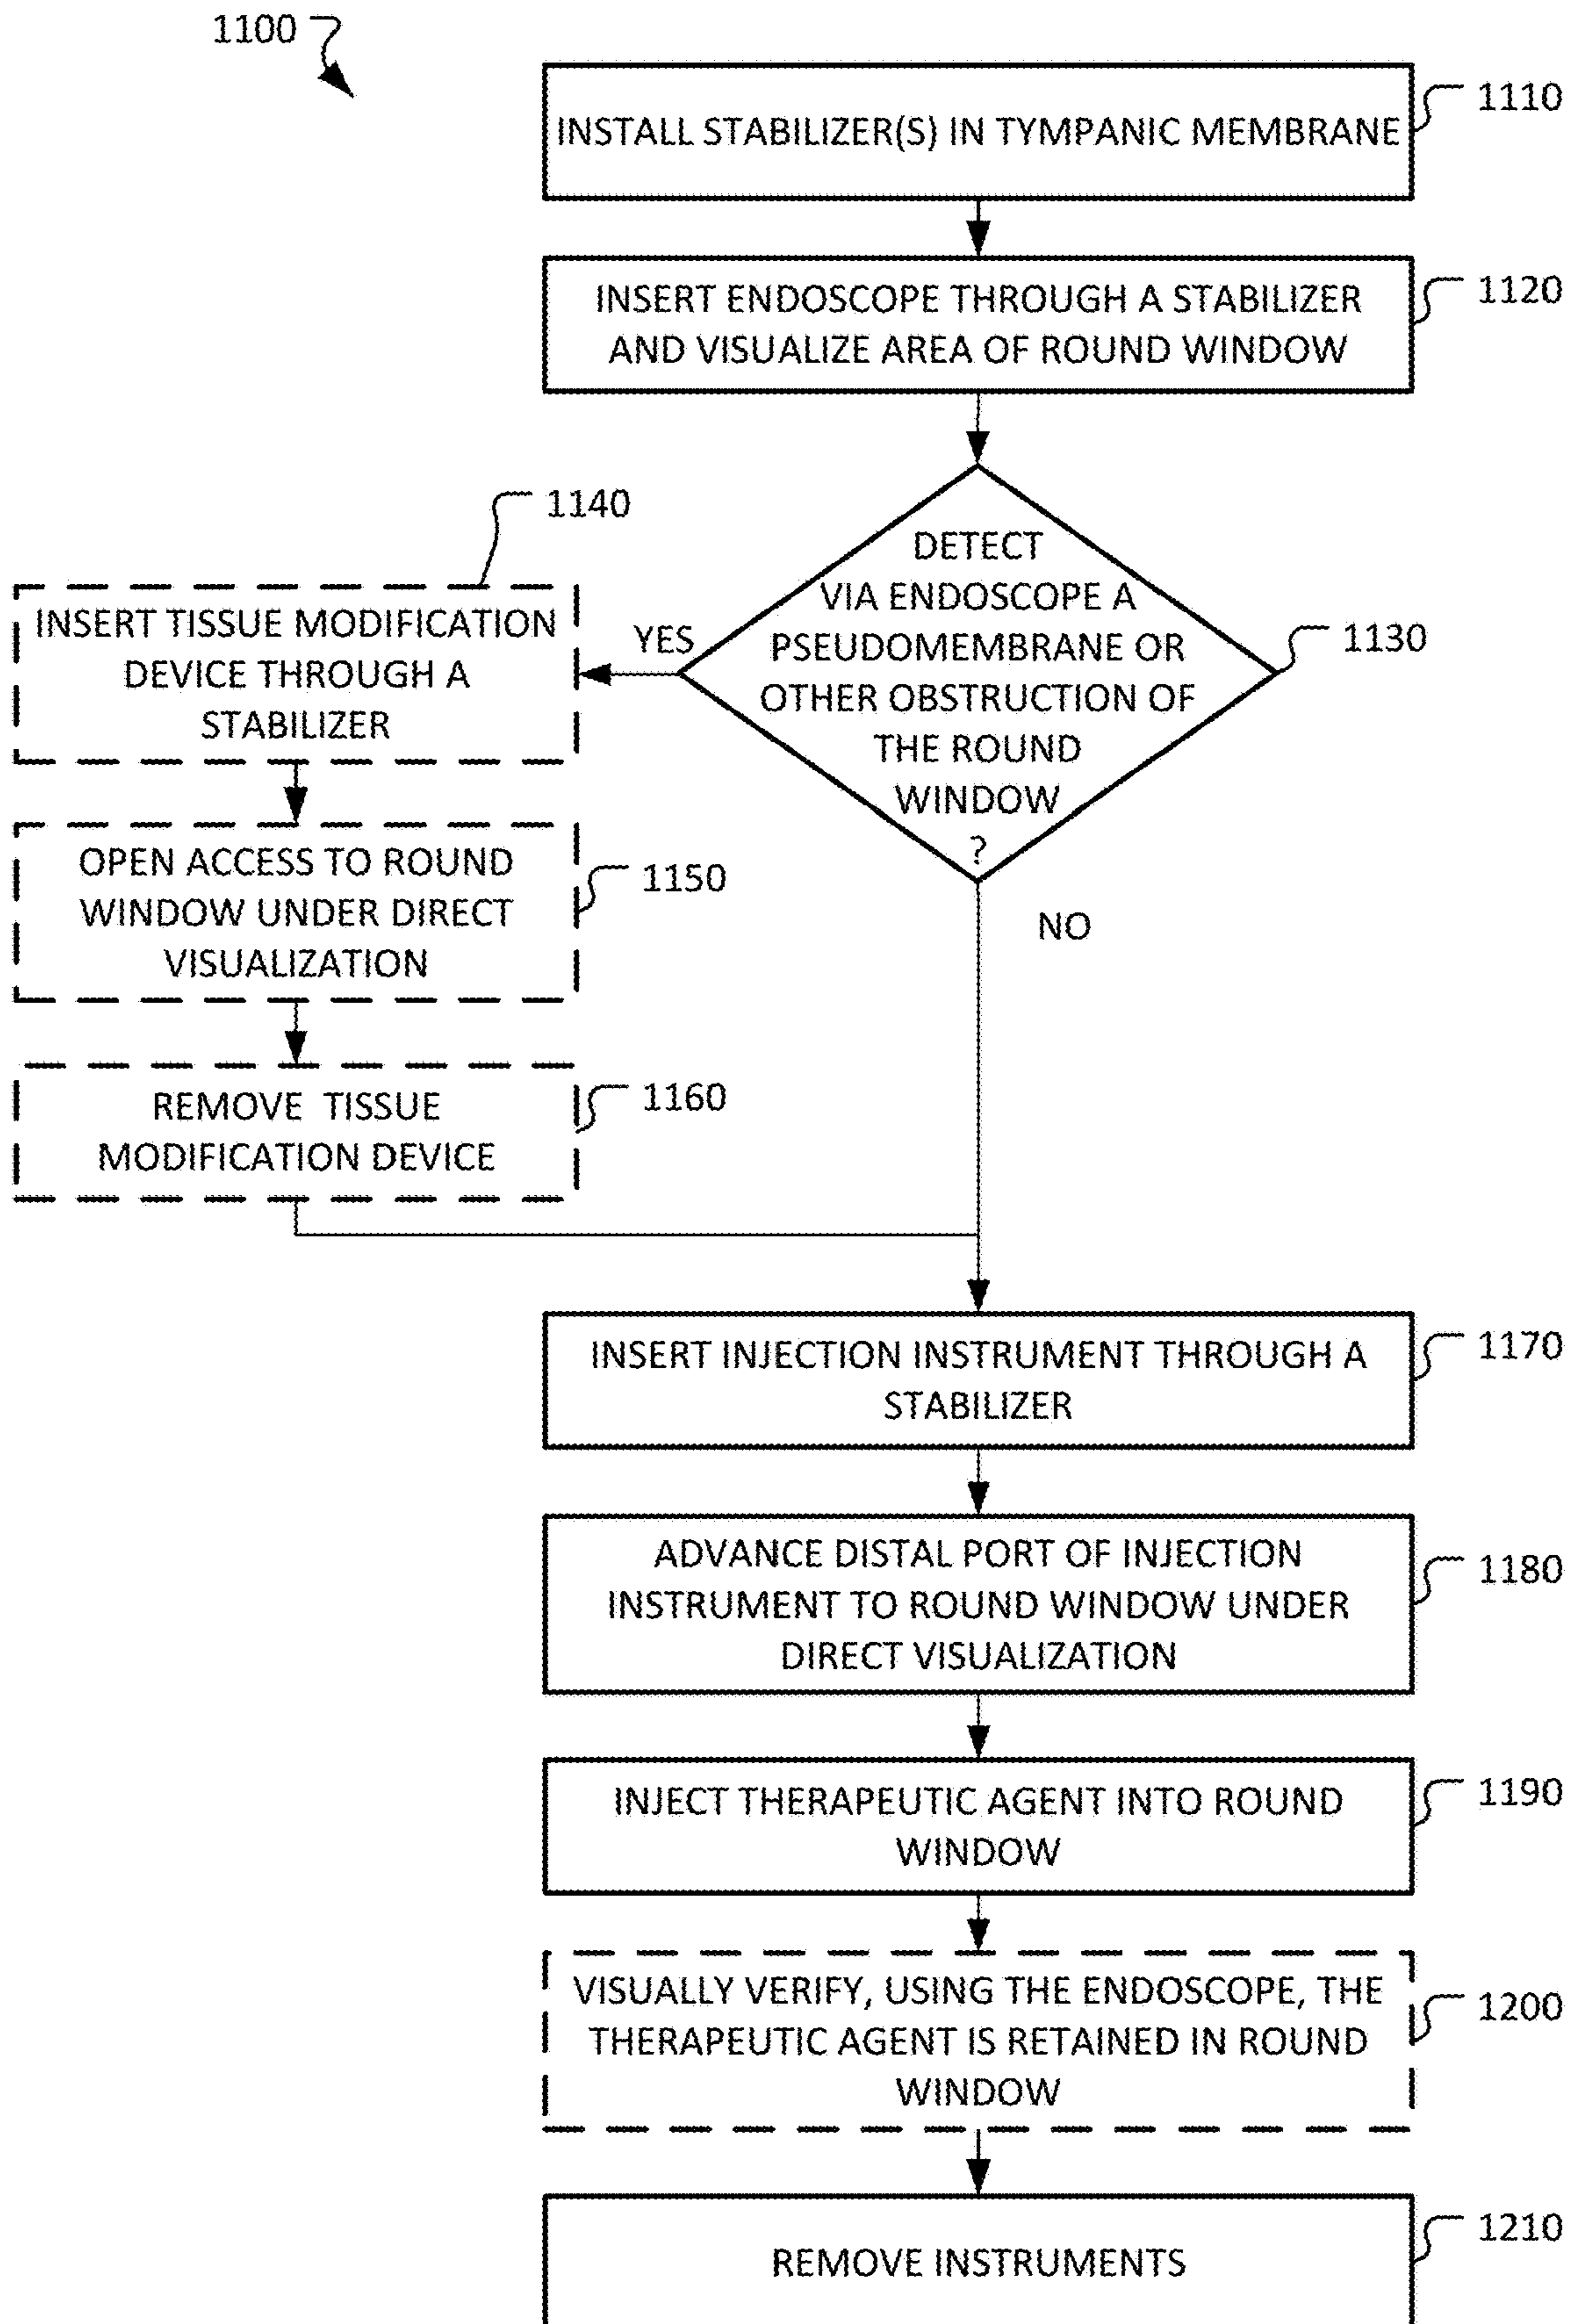 1100
INSTALL STABILIZER(S) IN TYMPANIC MEMBRANE
1110
INSERT ENDOSCOPE THROUGH A STABILIZER
AND VISUALIZE AREA OF ROUND WINDOW
1120
DETECT
VIA ENDOSCOPE A
PSEUDOMEMBRANE OR
OTHER OBSTRUCTION OF
THE ROUND
WINDOW
?
1130
YES
NO
1140
INSERT TISSUE MODIFICATION
DEVICE THROUGH A
STABILIZER
OPEN ACCESS TO ROUND
WINDOW UNDER DIRECT
VISUALIZATION
1150
REMOVE TISSUE
MODIFICATION DEVICE
1160
INSERT INJECTION INSTRUMENT THROUGH A
STABILIZER
1170
ADVANCE DISTAL PORT OF INJECTION
INSTRUMENT TO ROUND WINDOW UNDER
DIRECT VISUALIZATION
1180
INJECT THERAPEUTIC AGENT INTO ROUND
WINDOW
1190
VISUALLY VERIFY, USING THE ENDOSCOPE, THE
THERAPEUTIC AGENT IS RETAINED IN ROUND
WINDOW
1200
REMOVE INSTRUMENTS
1210